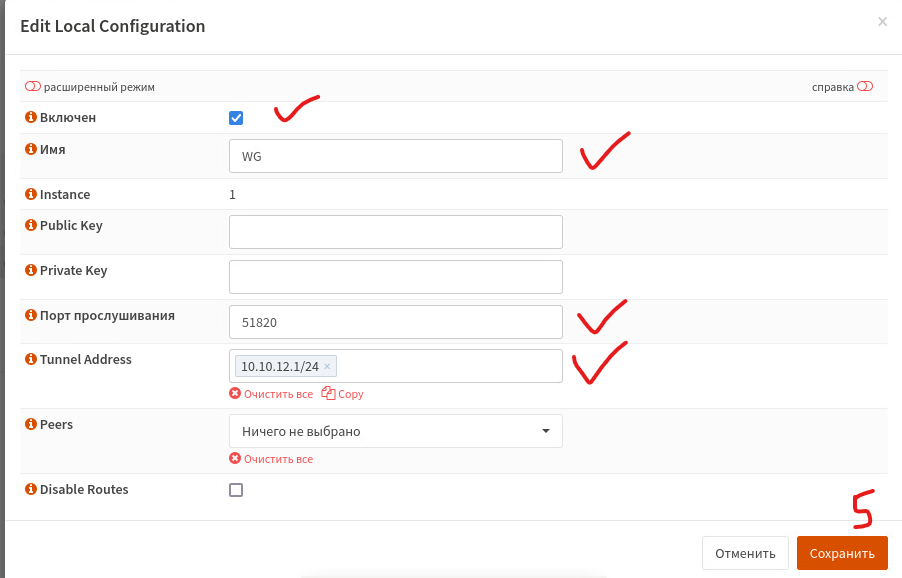 Edit Local Configuration
×
расширенный режим
справка
Включен
Имя
WG
Instance
1
Public Key
Private Key
Порт прослушивания
51820
Tunnel Address
10.10.12.1/24 ×
Очистить все Copy
Peers
Ничего не выбрано
Очистить все
Disable Routes
5
Отменить
Сохранить